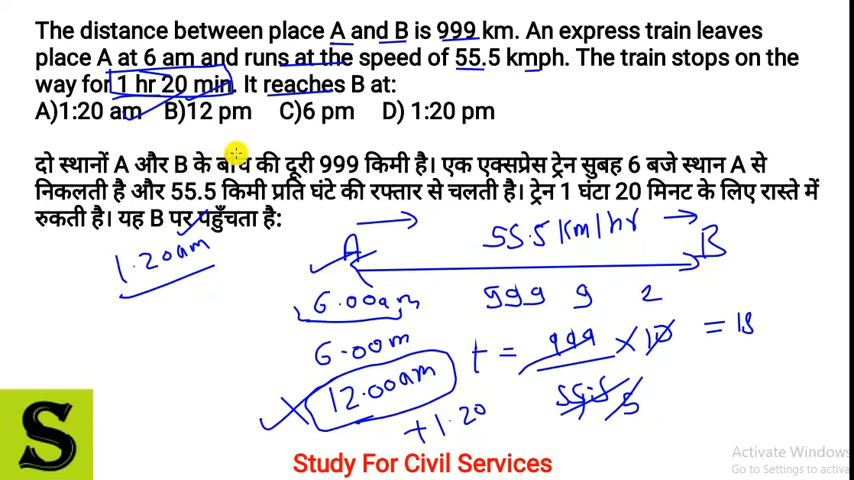 The distance between place A and B is 999 km. An express train leaves
place A at 6 am and runs at the speed of 55.5 kmph. The train stops on the
way for 1 hr 20 min. It reaches B at:
A)1:20 am B)12 pm C)6 pm D) 1:20 pm
दो स्थानों A और B के बीच की दूरी 999 किमी है। एक एक्सप्रेस ट्रेन सुबह 6 बजे स्थान A से
निकलती है और 55.5 किमी प्रति घंटे की रफ्तार से चलती है। ट्रेन 1 घंटा 20 मिनट के लिए रास्ते में
रुकती है। यह B पर पहुँचता है:
1.20am
A 55.5 Km/hr B
6.00am 999 9 2
6.00m t = 999 × 10 = 18
12.00am 5
+1.20
S
Study For Civil Services
Activate Windows
Go to Settings to activa